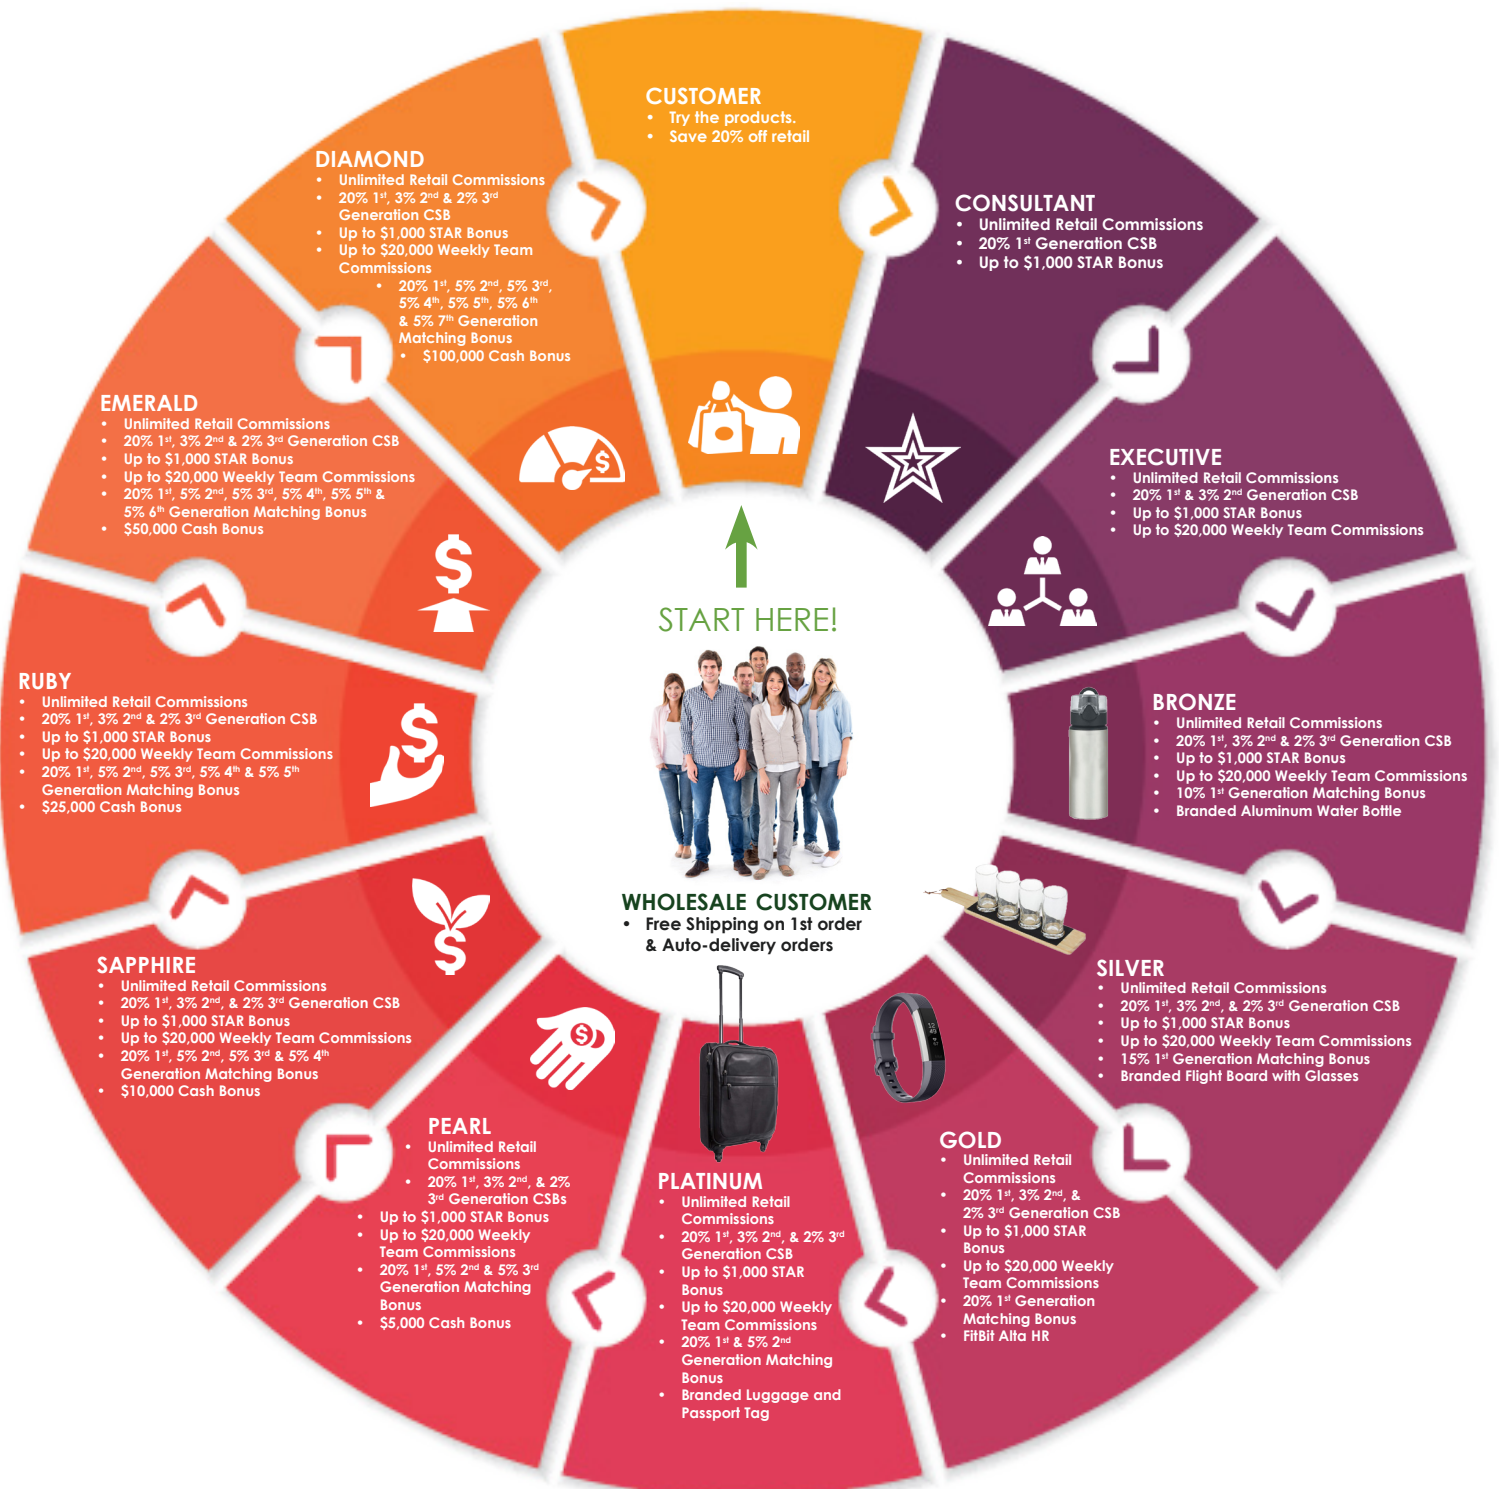 CUSTOMER
• Try the products.
• Save 20% off retail
CONSULTANT
• Unlimited Retail Commissions
• 20% 1st Generation CSB
• Up to $1,000 STAR Bonus
EXECUTIVE
• Unlimited Retail Commissions
• 20% 1st & 3% 2nd Generation CSB
• Up to $1,000 STAR Bonus
• Up to $20,000 Weekly Team Commissions
BRONZE
• Unlimited Retail Commissions
• 20% 1st, 3% 2nd & 2% 3rd Generation CSB
• Up to $1,000 STAR Bonus
• Up to $20,000 Weekly Team Commissions
• 10% 1st Generation Matching Bonus
• Branded Aluminum Water Bottle
SILVER
• Unlimited Retail Commissions
• 20% 1st, 3% 2nd, & 2% 3rd Generation CSB
• Up to $1,000 STAR Bonus
• Up to $20,000 Weekly Team Commissions
• 15% 1st Generation Matching Bonus
• Branded Flight Board with Glasses
GOLD
• Unlimited Retail
Commissions
• 20% 1st, 3% 2nd, &
2% 3rd Generation CSB
• Up to $1,000 STAR
Bonus
• Up to $20,000 Weekly
Team Commissions
• 20% 1st Generation
Matching Bonus
• FitBit Alta HR
PLATINUM
• Unlimited Retail
Commissions
• 20% 1st, 3% 2nd, & 2% 3rd
Generation CSB
• Up to $1,000 STAR
Bonus
• Up to $20,000 Weekly
Team Commissions
• 20% 1st & 5% 2nd
Generation Matching
Bonus
• Branded Luggage and
Passport Tag
PEARL
• Unlimited Retail
Commissions
• 20% 1st, 3% 2nd, & 2%
3rd Generation CSBs
• Up to $1,000 STAR Bonus
• Up to $20,000 Weekly
Team Commissions
• 20% 1st, 5% 2nd & 5% 3rd
Generation Matching
Bonus
• $5,000 Cash Bonus
SAPPHIRE
• Unlimited Retail Commissions
• 20% 1st, 3% 2nd, & 2% 3rd Generation CSB
• Up to $1,000 STAR Bonus
• Up to $20,000 Weekly Team Commissions
• 20% 1st, 5% 2nd, 5% 3rd & 5% 4th
Generation Matching Bonus
• $10,000 Cash Bonus
RUBY
• Unlimited Retail Commissions
• 20% 1st, 3% 2nd & 2% 3rd Generation CSB
• Up to $1,000 STAR Bonus
• Up to $20,000 Weekly Team Commissions
• 20% 1st, 5% 2nd, 5% 3rd, 5% 4th & 5% 5th
Generation Matching Bonus
• $25,000 Cash Bonus
EMERALD
• Unlimited Retail Commissions
• 20% 1st, 3% 2nd & 2% 3rd Generation CSB
• Up to $1,000 STAR Bonus
• Up to $20,000 Weekly Team Commissions
• 20% 1st, 5% 2nd, 5% 3rd, 5% 4th, 5% 5th &
5% 6th Generation Matching Bonus
• $50,000 Cash Bonus
DIAMOND
• Unlimited Retail Commissions
• 20% 1st, 3% 2nd & 2% 3rd
Generation CSB
• Up to $1,000 STAR Bonus
• Up to $20,000 Weekly Team
Commissions
• 20% 1st, 5% 2nd, 5% 3rd,
5% 4th, 5% 5th, 5% 6th
& 5% 7th Generation
Matching Bonus
• $100,000 Cash Bonus
START HERE!
WHOLESALE CUSTOMER
• Free Shipping on 1st order
& Auto-delivery orders